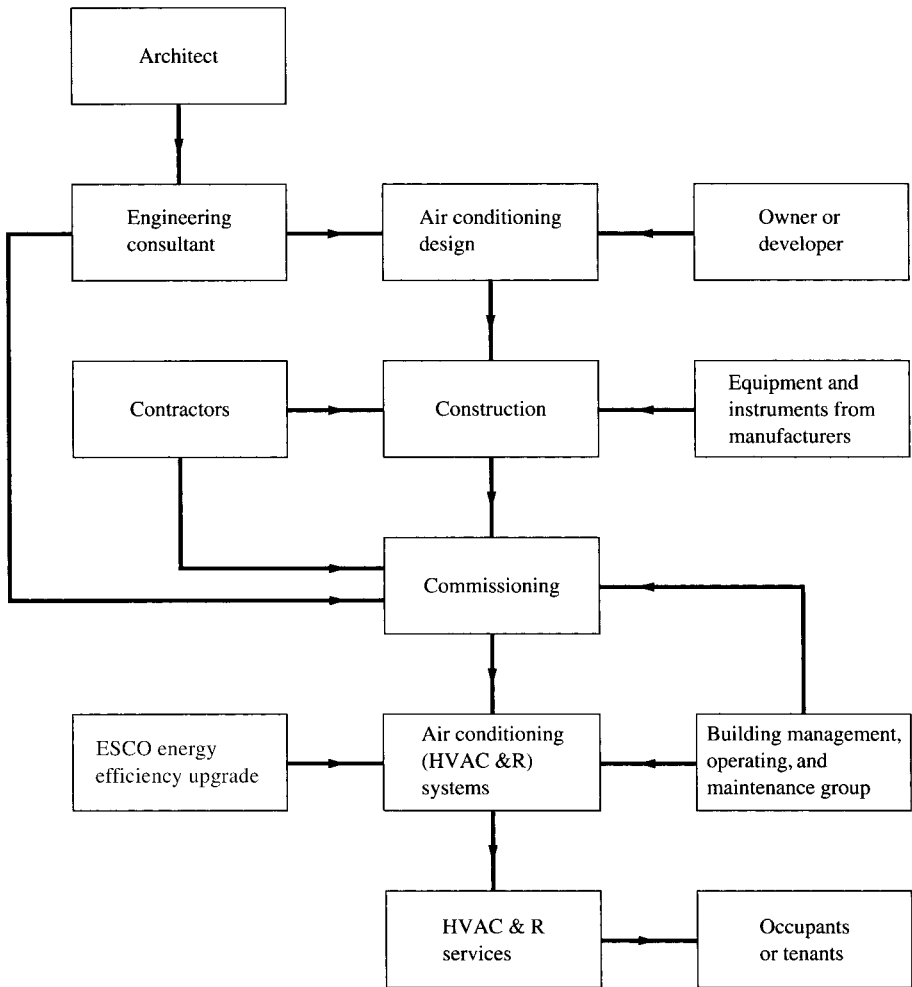 Architect
Engineering
consultant
Air conditioning
design
Owner or
developer
Contractors
Construction
Equipment and
instruments from
manufacturers
Commissioning
ESCO energy
efficiency upgrade
Air conditioning
(HVAC &R)
systems
Building management,
operating, and
maintenance group
HVAC & R
services
Occupants
or tenants